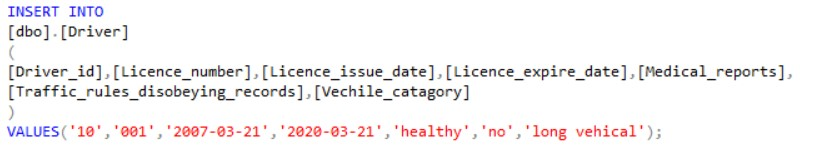 INSERT INTO
[dbo].[Driver]
(
[Driver_id],[Licence_number],[Licence_issue_date],[Licence_expire_date],[Medical_reports],
[Traffic_rules_disobeying_records],[Vechile_catagory]
)
VALUES('10','001','2007-03-21','2020-03-21','healthy','no','long vehical');